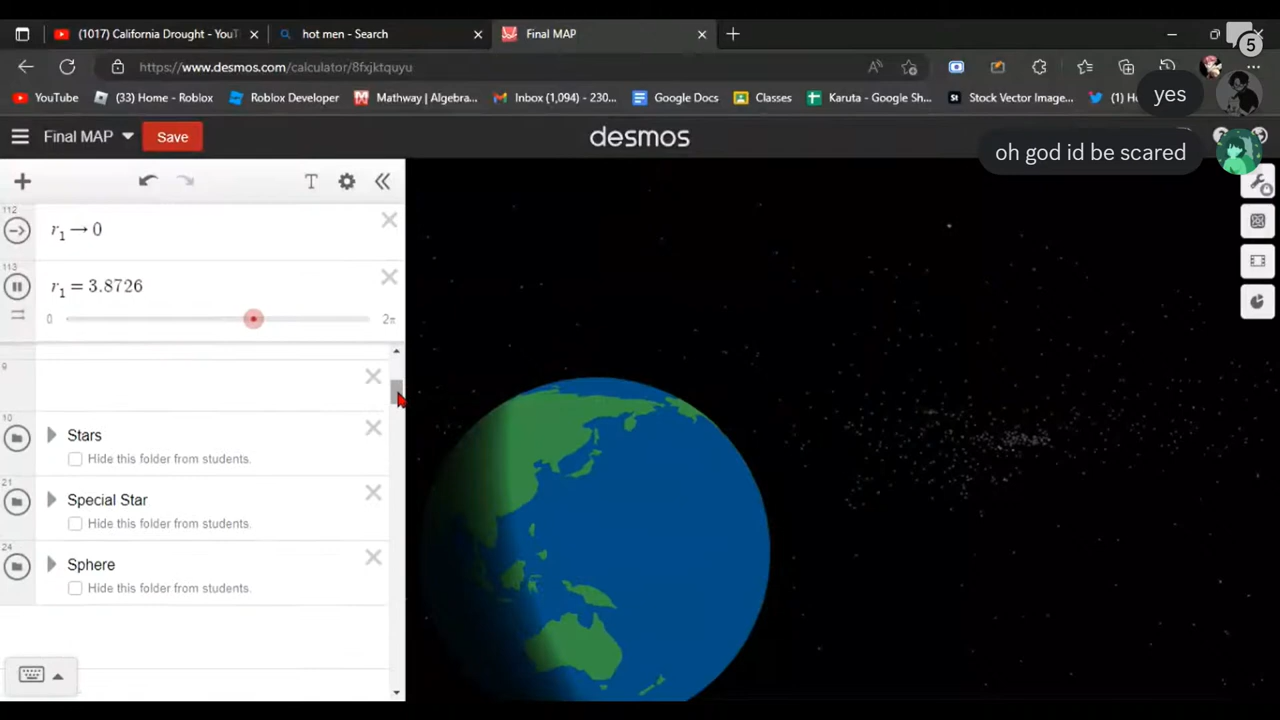 (1017) California Drought - YouT
hot men - Search
Final MAP
5
https://www.desmos.com/calculator/8fxjktquyu
YouTube
(33) Home - Roblox
Roblox Developer
Mathway | Algebra...
Inbox (1,094) - 230...
Google Docs
Classes
Karuta - Google Sh...
Stock Vector Image...
yes
Final MAP
Save
desmos
oh god id be scared
112
r₁ → 0
113
r₁ = 3.8726
0
2π
9
10
Stars
Hide this folder from students.
21
Special Star
Hide this folder from students.
24
Sphere
Hide this folder from students.